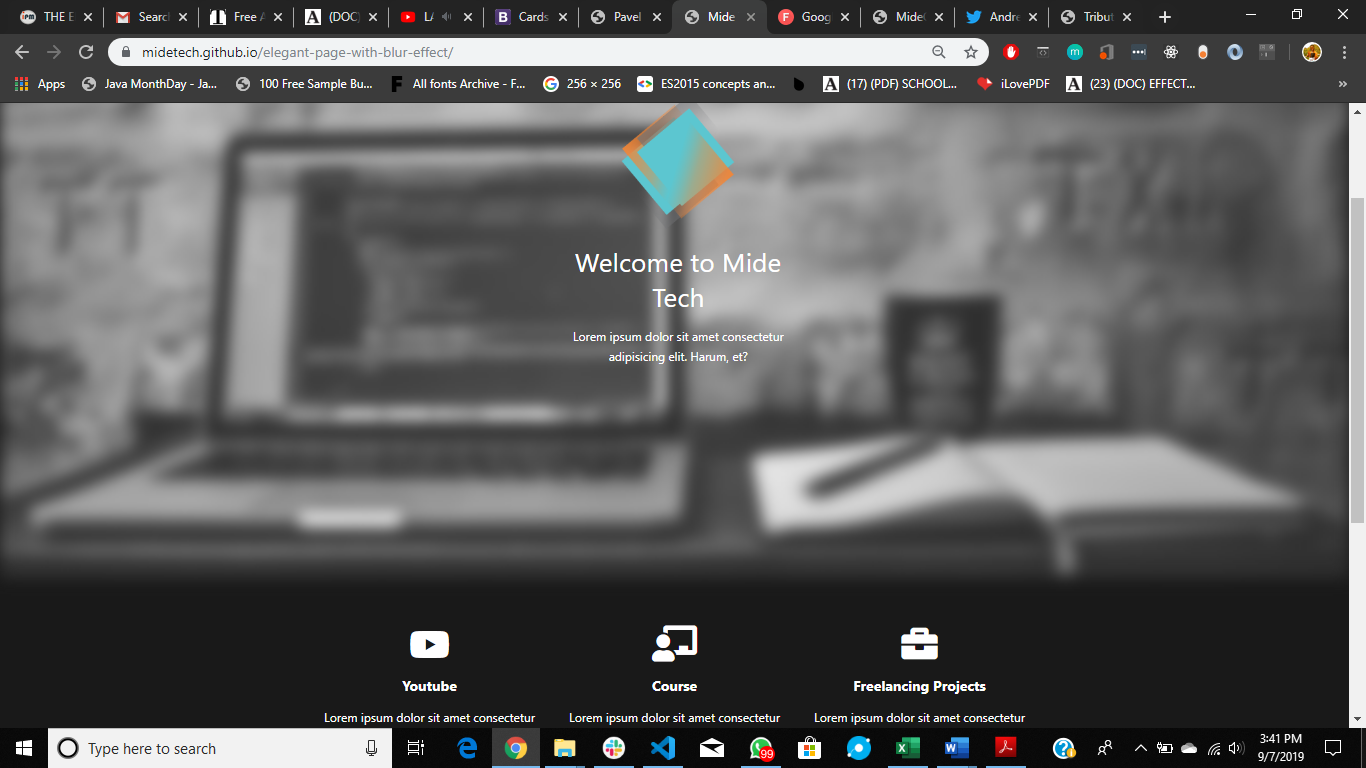 THE E
Searc
Free A
(DOC)
LA
Cards
Pavel
Mide
Goog
Mide
Andre
Tribut
midetech.github.io/elegant-page-with-blur-effect/
Apps
Java MonthDay - Ja...
100 Free Sample Bu...
All fonts Archive - F...
256 × 256
ES2015 concepts an...
(17) (PDF) SCHOOL...
iLovePDF
(23) (DOC) EFFECT...
Welcome to Mide
Tech
Lorem ipsum dolor sit amet consectetur
adipisicing elit. Harum, et?
Youtube
Course
Freelancing Projects
Lorem ipsum dolor sit amet consectetur
Lorem ipsum dolor sit amet consectetur
Lorem ipsum dolor sit amet consectetur
Type here to search
99
3:41 PM
9/7/2019